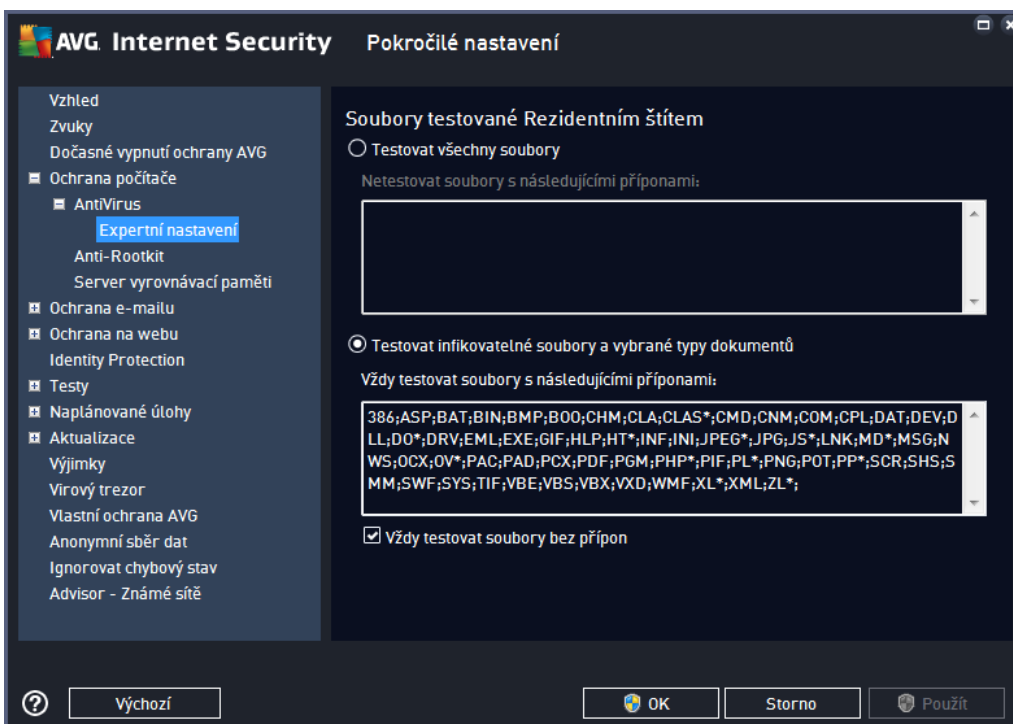 AVG. Internet Security Pokročilé nastavení
Vzhled
Zvuky
Dočasné vypnutí ochrany AVG
Ochrana počítače
AntiVirus
Expertní nastavení
Anti-Rootkit
Server vyrovnávací paměti
Ochrana e-mailu
Ochrana na webu
Identity Protection
Testy
Naplánované úlohy
Aktualizace
Výjimky
Virový trezor
Vlastní ochrana AVG
Anonymní sběr dat
Ignorovat chybový stav
Advisor - Známé sítě
Soubory testované Rezidentním štítem
Testovat všechny soubory
Netestovat soubory s následujícími příponami:
Testovat infikovatelné soubory a vybrané typy dokumentů
Vždy testovat soubory s následujícími příponami:
386;ASP;BAT;BIN;BMP;BOO;CHM;CLA;CLAS*;CMD;CNM;COM;CPL;DAT;DEV;D
LL;DO*;DRV;EML;EXE;GIF;HLP;HT*;INF;INI;JPEG*;JPG;JS*;LNK;MD*;MSG;N
WS;OCX;OV*;PAC;PAD;PCX;PDF;PGM;PHP*;PIF;PL*;PNG;POT;PP*;SCR;SHS;S
MM;SWF;SYS;TIF;VBE;VBS;VBX;VXD;WMF;XL*;XML;ZL*;
Vždy testovat soubory bez přípon
Výchozí
OK
Storno
Použít